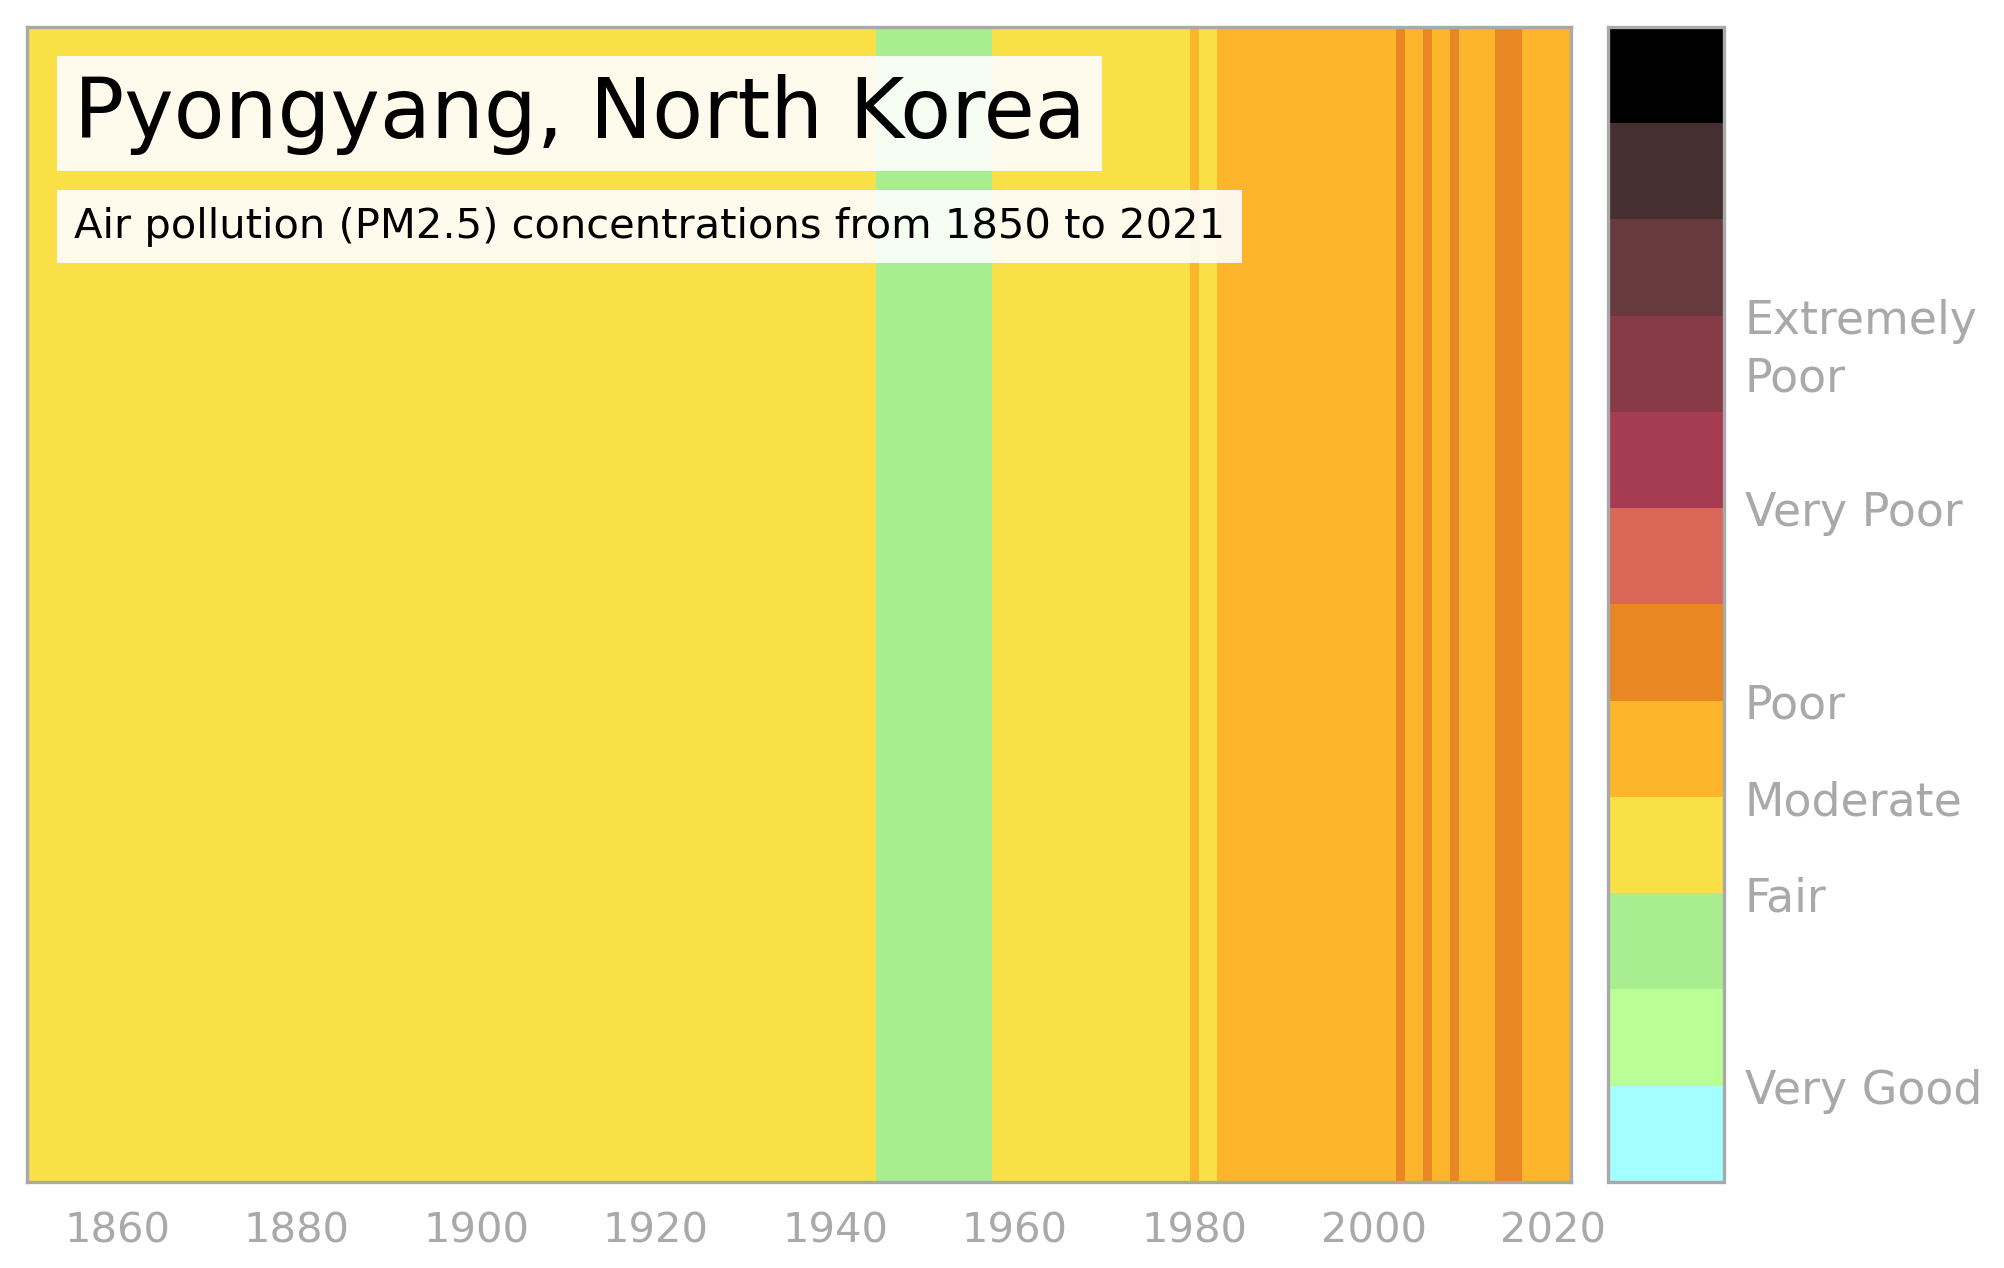 Pyongyang, North Korea
Air pollution (PM2.5) concentrations from 1850 to 2021
Extremely
Poor
Very Poor
Poor
Moderate
Fair
Very Good
1860 1880 1900 1920 1940 1960 1980 2000 2020